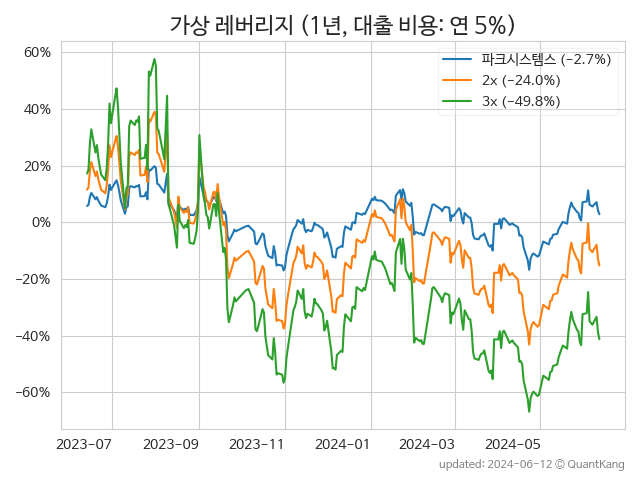 가상 레버리지 (1년, 대출 비용: 연 5%)
파크시스템스 (−2.7%)
2x (−24.0%)
3x (−49.8%)
60%
40%
20%
0%
−20%
−40%
−60%
2023-07 2023-09 2023-11 2024-01 2024-03 2024-05
updated: 2024-06-12 © QuantKang